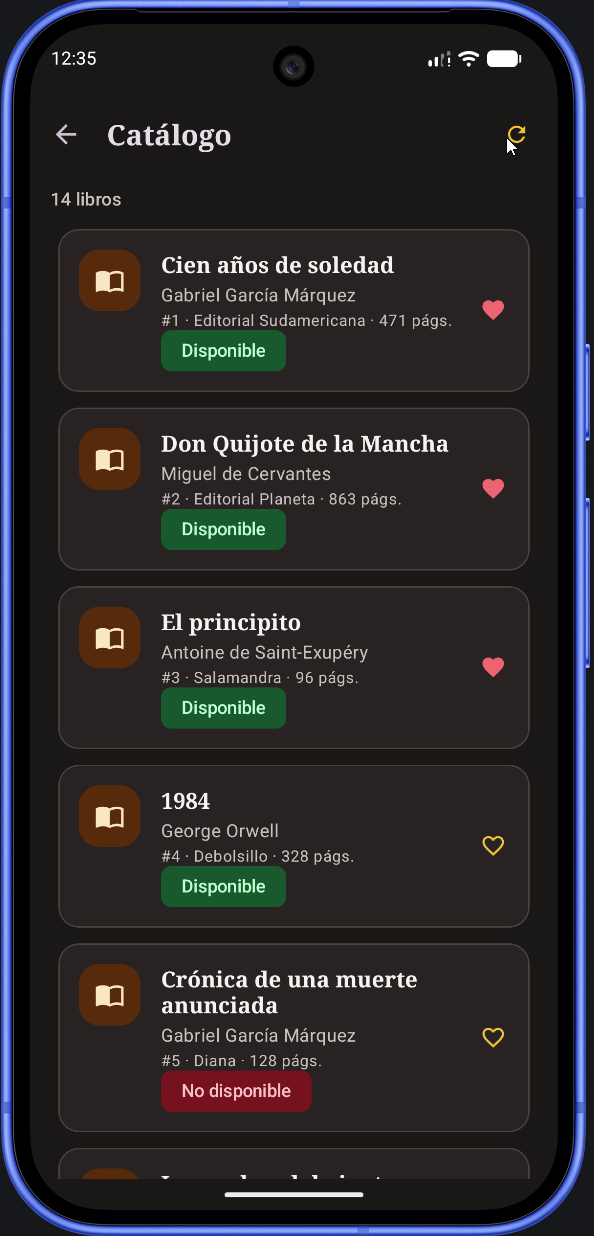 12:35
Catálogo
14 libros
Cien años de soledad
Gabriel García Márquez
#1 · Editorial Sudamericana · 471 págs.
Disponible
Don Quijote de la Mancha
Miguel de Cervantes
#2 · Editorial Planeta · 863 págs.
Disponible
El principito
Antoine de Saint-Exupéry
#3 · Salamandra · 96 págs.
Disponible
1984
George Orwell
#4 · Debolsillo · 328 págs.
Disponible
Crónica de una muerte
anunciada
Gabriel García Márquez
#5 · Diana · 128 págs.
No disponible